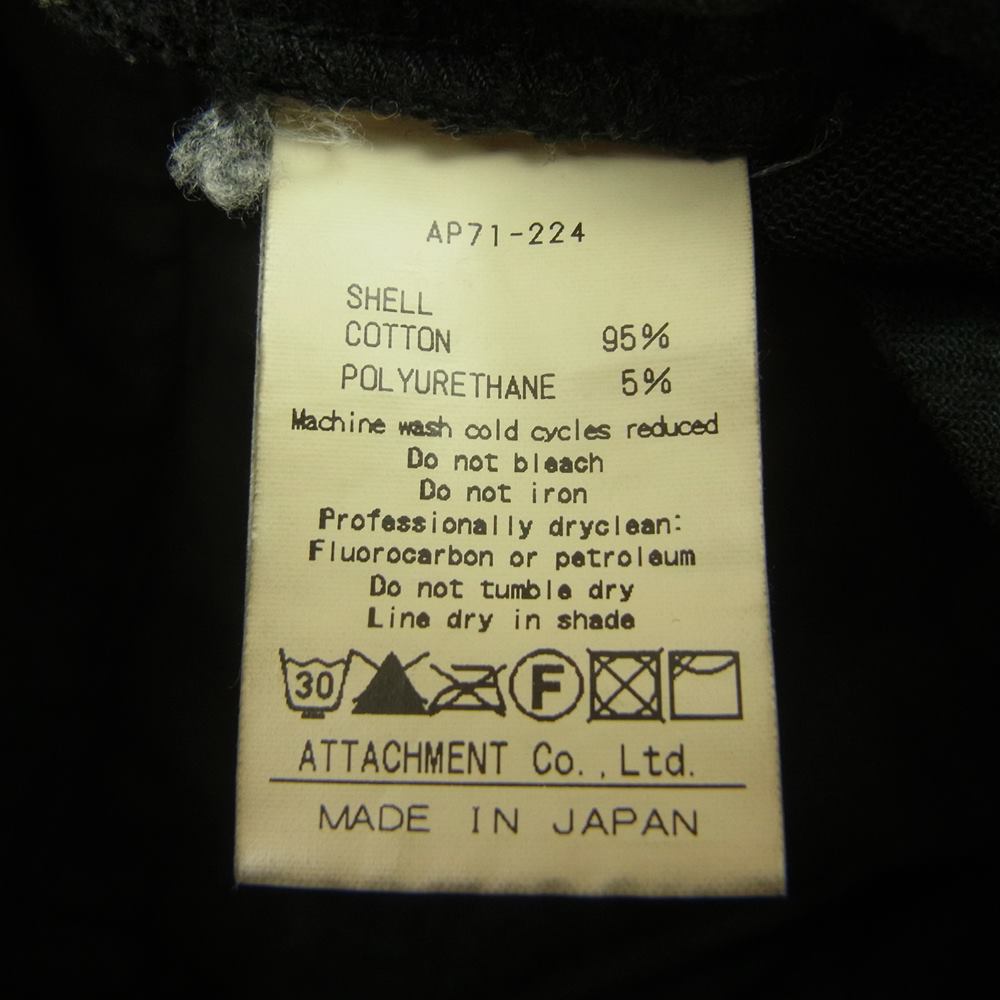 AP71-224
SHELL
COTTON 95%
POLYURETHANE 5%
Machine wash cold cycles reduced
Do not bleach
Do not iron
Professionally dryclean:
Fluorocarbon or petroleum
Do not tumble dry
Line dry in shade
30 F
ATTACHMENT Co.,Ltd.
MADE IN JAPAN